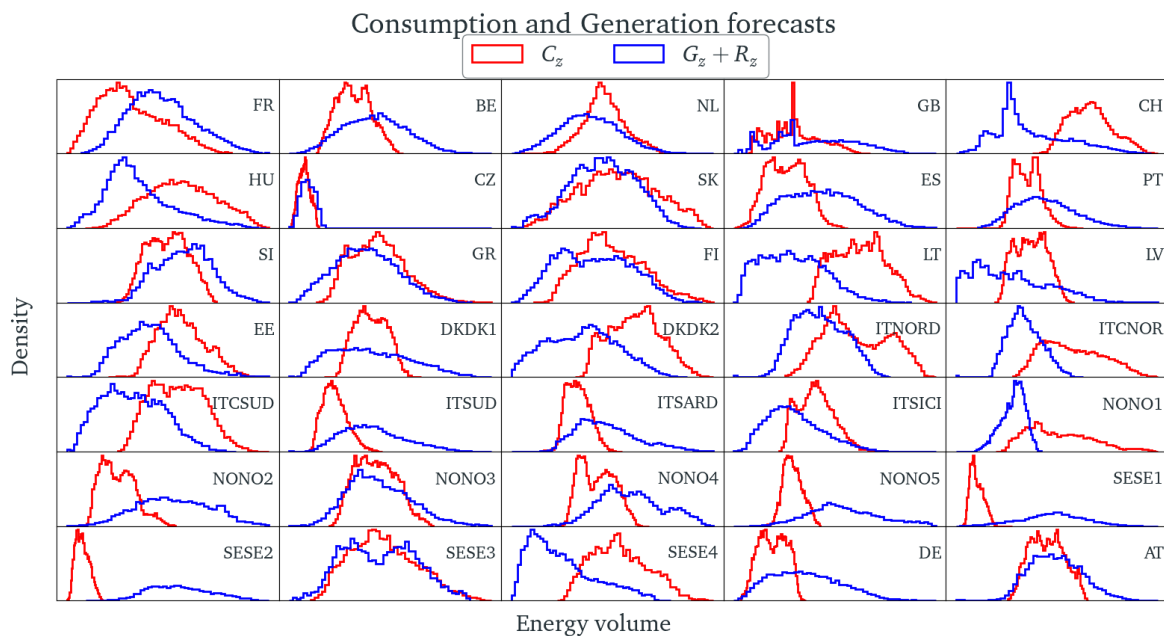 Consumption and Generation forecasts
C_z G_z + R_z
FR BE NL GB CH
HU CZ SK ES PT
SI GR FI LT LV
EE DKDK1 DKDK2 ITNORD ITCNOR
ITCSUD ITSUD ITSARD ITSICI NONO1
NONO2 NONO3 NONO4 NONO5 SESE1
SESE2 SESE3 SESE4 DE AT
Density
Energy volume